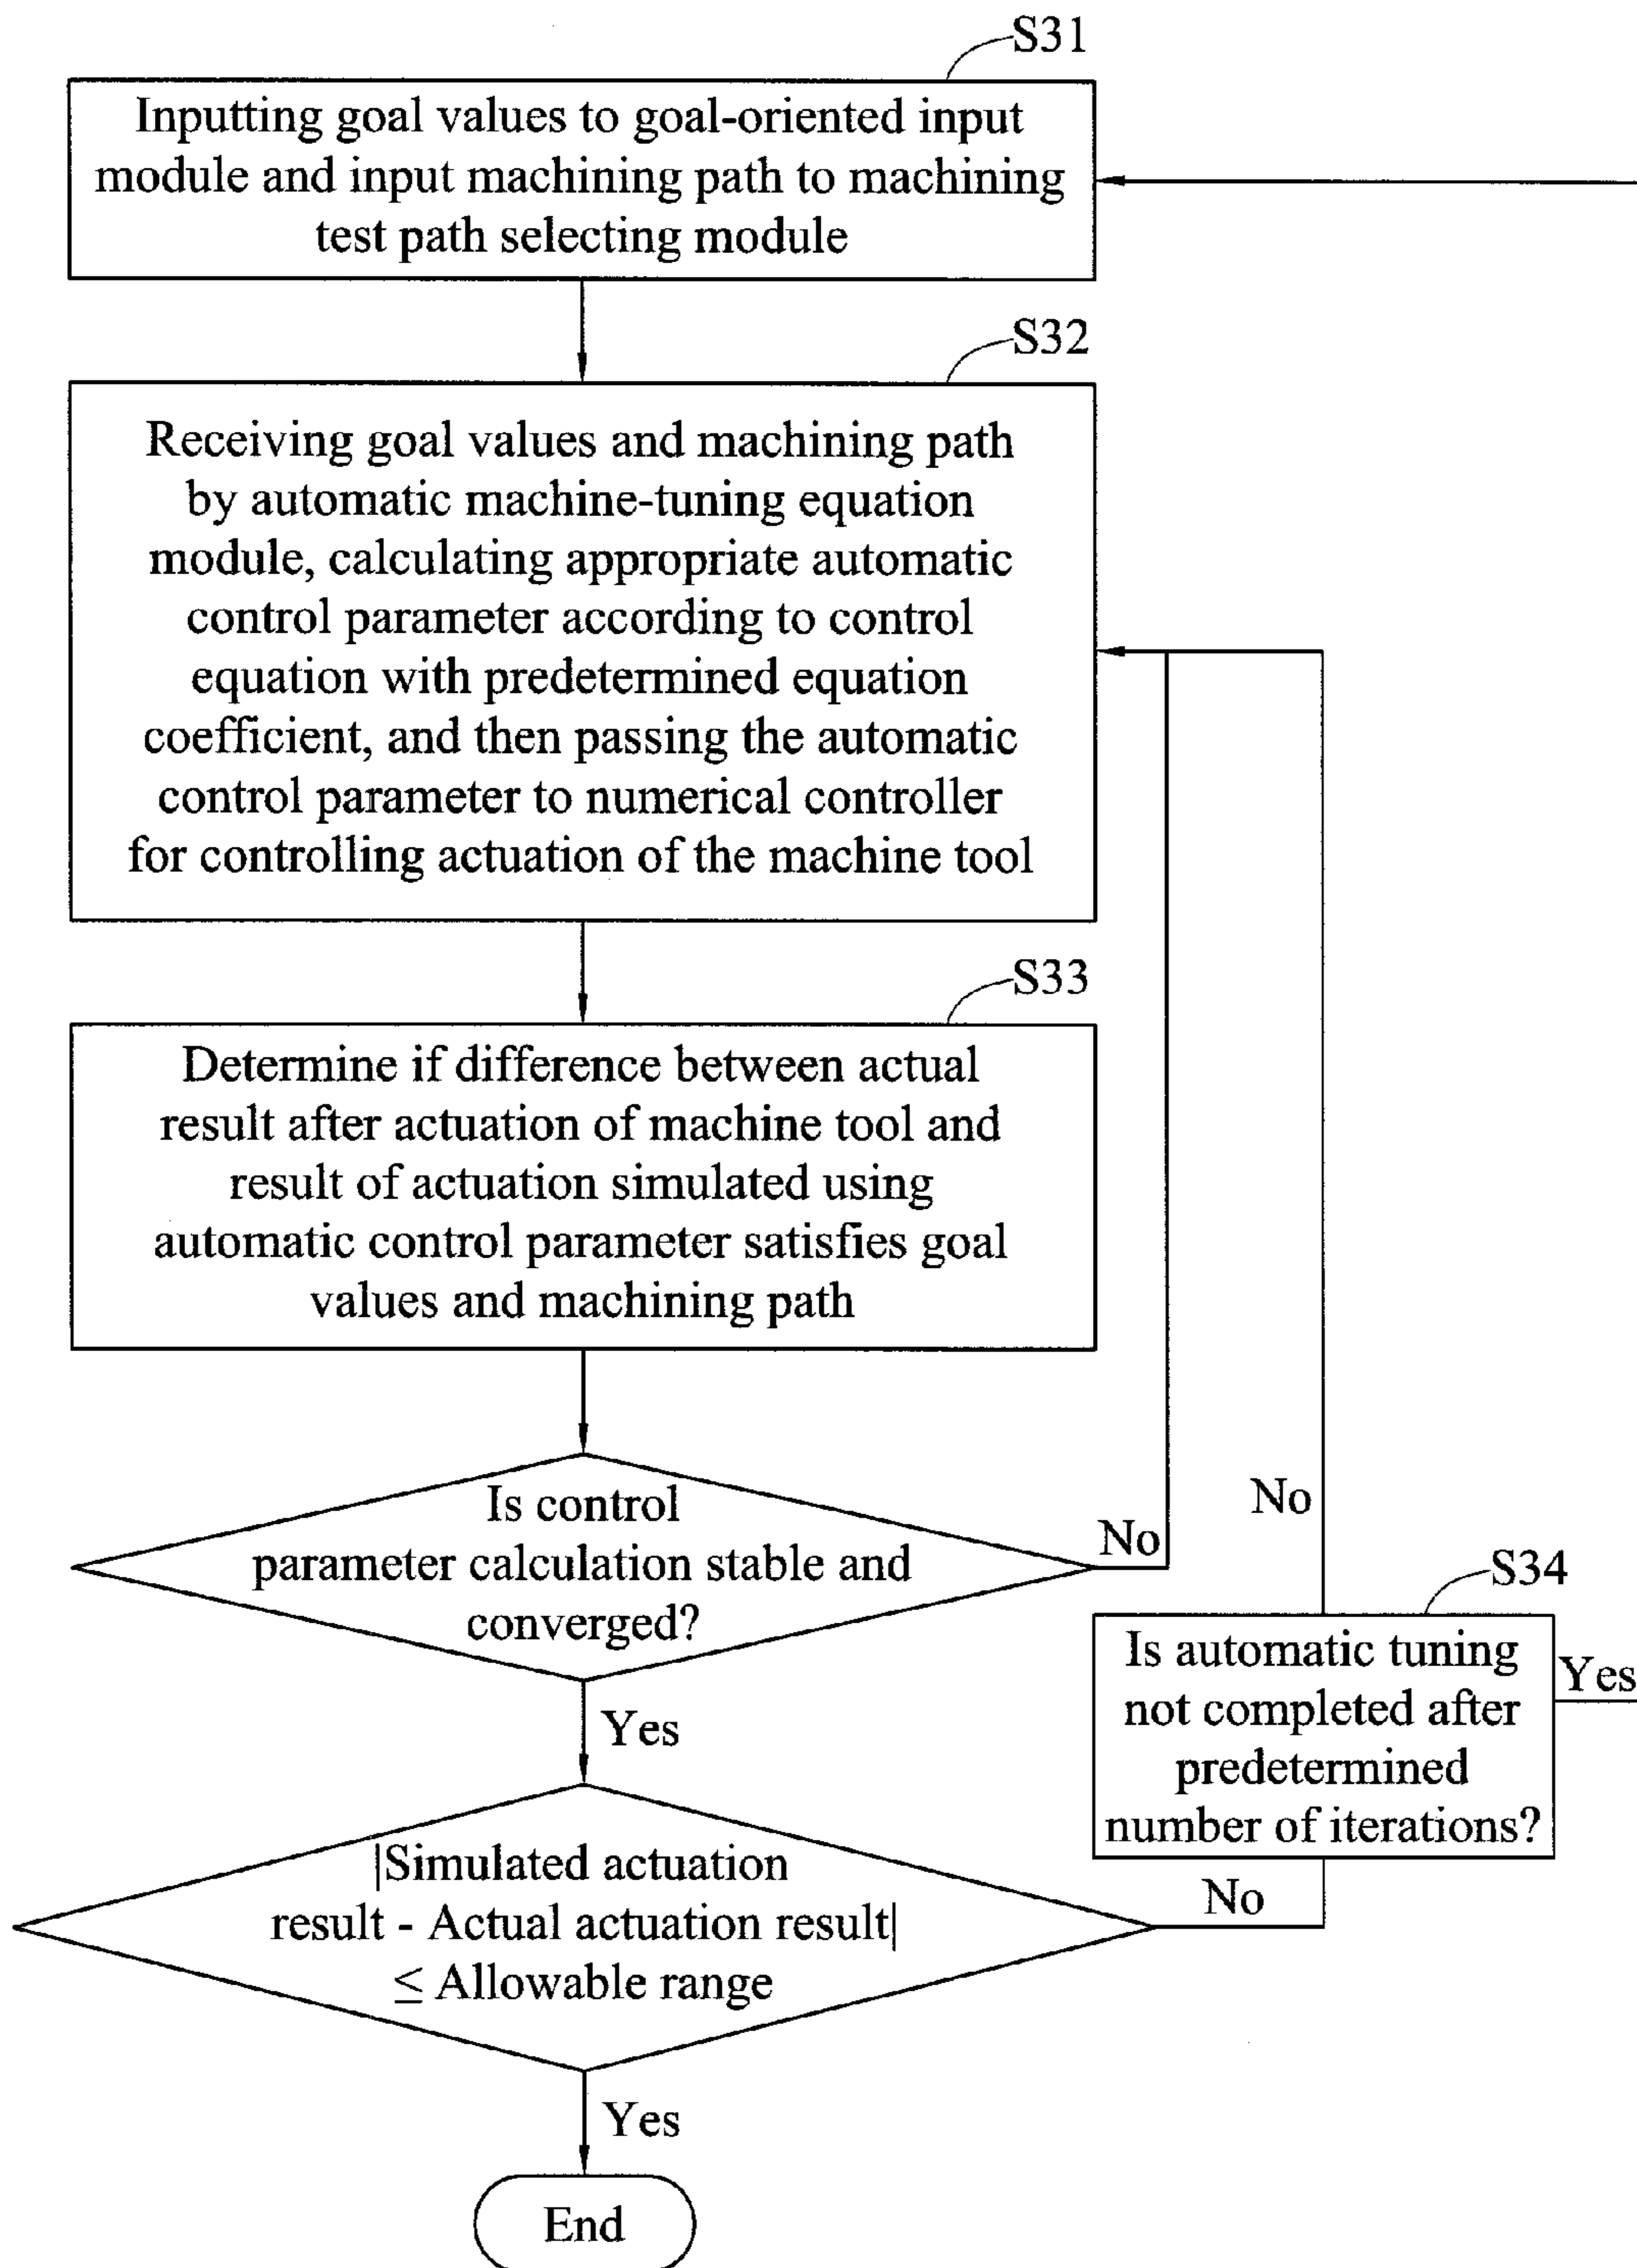 S31
Inputting goal values to goal-oriented input
module and input machining path to machining
test path selecting module
S32
Receiving goal values and machining path
by automatic machine-tuning equation
module, calculating appropriate automatic
control parameter according to control
equation with predetermined equation
coefficient, and then passing the automatic
control parameter to numerical controller
for controlling actuation of the machine tool
S33
Determine if difference between actual
result after actuation of machine tool and
result of actuation simulated using
automatic control parameter satisfies goal
values and machining path
Is control
parameter calculation stable and
converged?
No
No
S34
Is automatic tuning
not completed after
predetermined
number of iterations?
Yes
Yes
|Simulated actuation
result - Actual actuation result|
≤ Allowable range
No
Yes
End